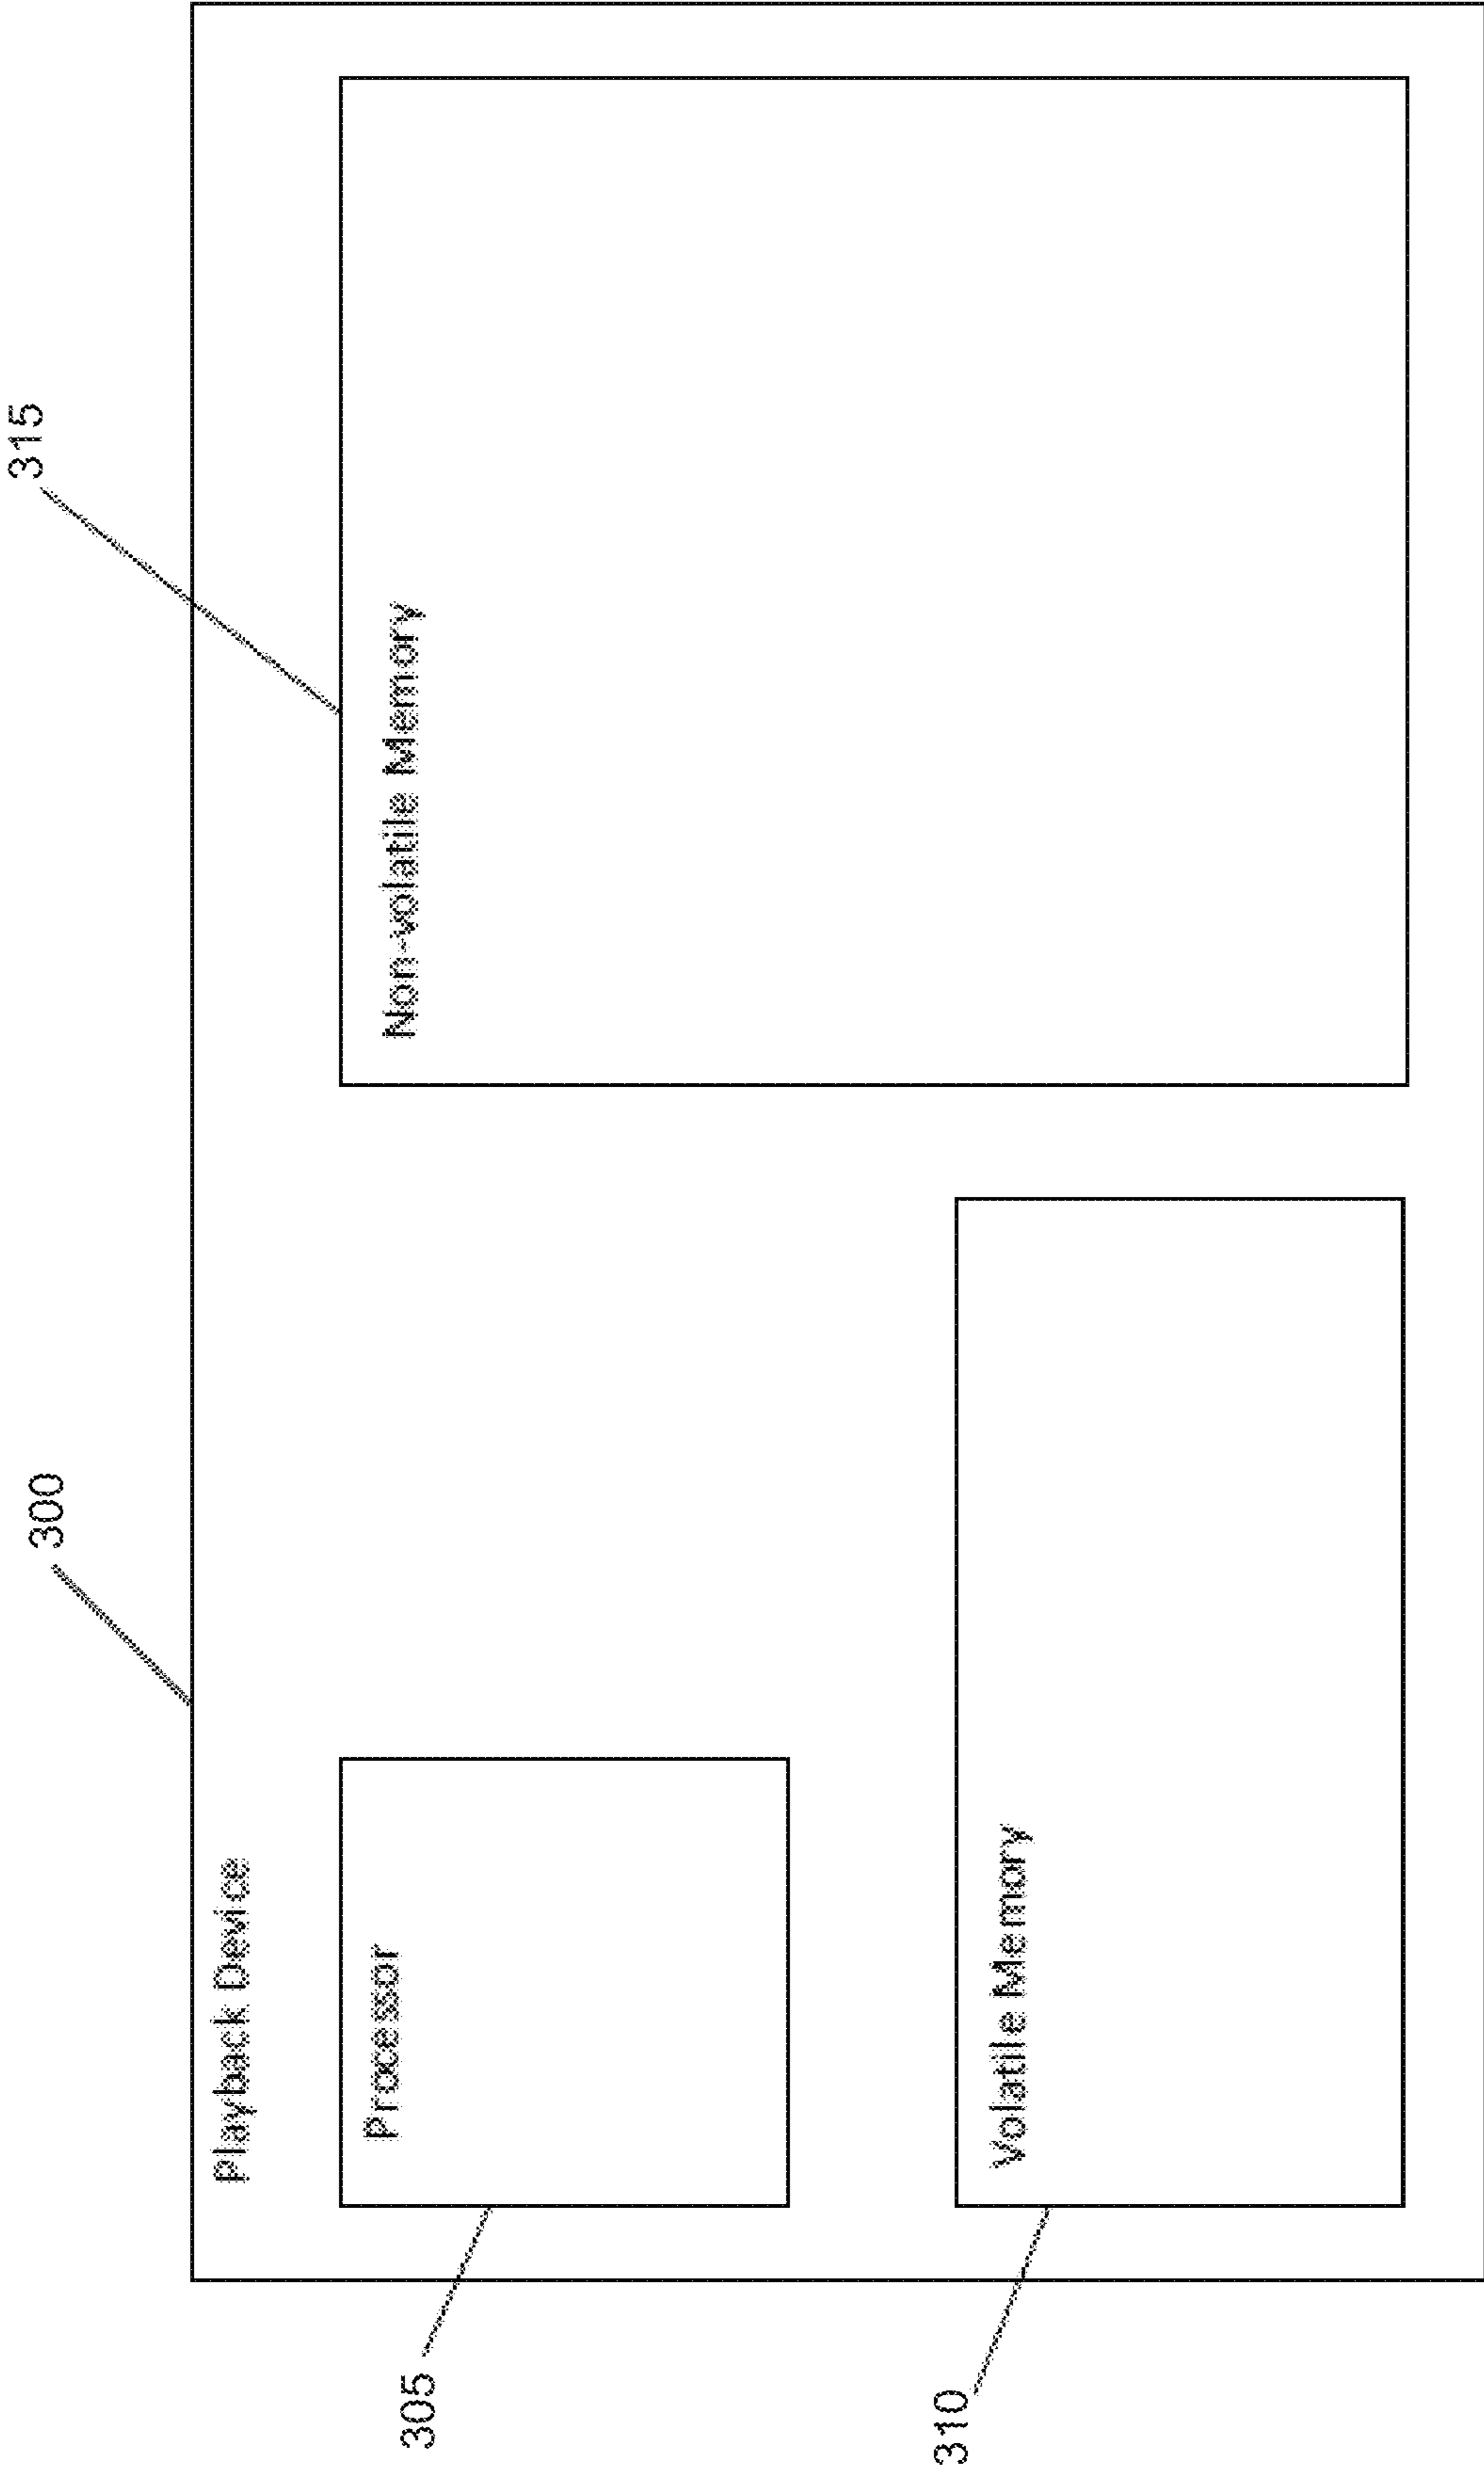 300
315
Playback Device
305
Processor
Non-volatile Memory
310
Volatile Memory